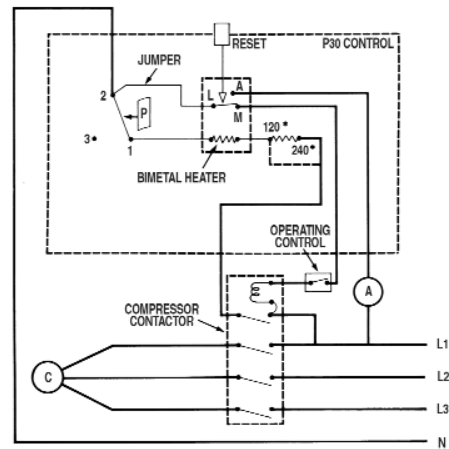 RESET
P30 CONTROL
JUMPER
A
2
L
P
M
120*
3
1
240*
BIMETAL HEATER
OPERATING
CONTROL
A
COMPRESSOR
CONTACTOR
L1
C
L2
L3
N